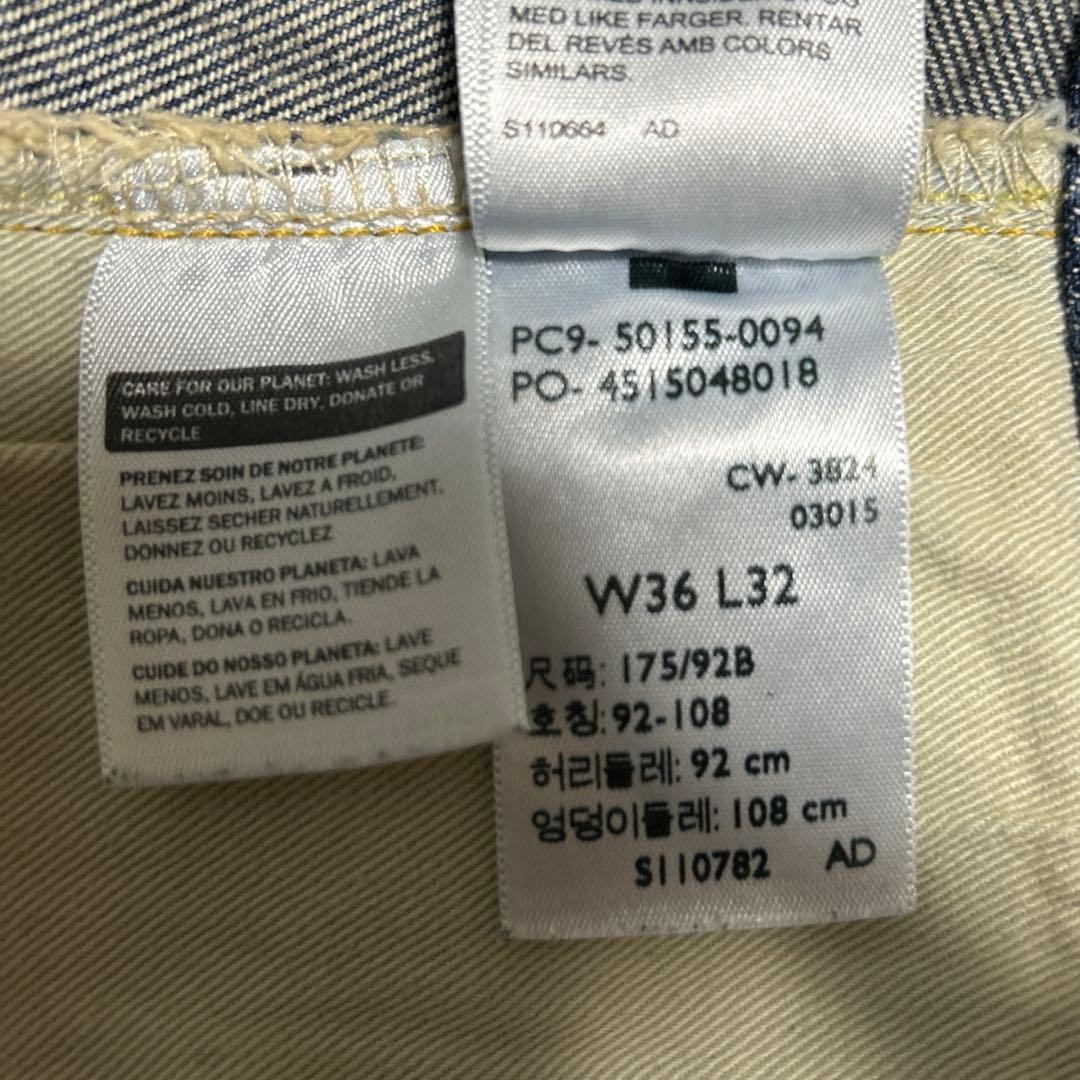 MED LIKE FARGER. RENTAR
DEL REVÉS AMB COLORS
SIMILARS.
S110664 AD
CARE FOR OUR PLANET: WASH LESS,
WASH COLD, LINE DRY, DONATE OR
RECYCLE
PRENEZ SOIN DE NOTRE PLANETE:
LAVEZ MOINS, LAVEZ A FROID,
LAISSEZ SECHER NATURELLEMENT,
DONNEZ OU RECYCLEZ
CUIDA NUESTRO PLANETA: LAVA
MENOS, LAVA EN FRIO, TIENDE LA
ROPA, DONA O RECICLA.
CUIDE DO NOSSO PLANETA: LAVE
MENOS, LAVE EM ÁGUA FRIA, SEQUE
EM VARAL, DOE OU RECICLE.
PC9- 50155-0094
PO- 4515048018
CW- 3824
03015
W36 L32
尺码: 175/92B
호칭: 92-108
허리둘레: 92 cm
엉덩이둘레: 108 cm
S110782 AD